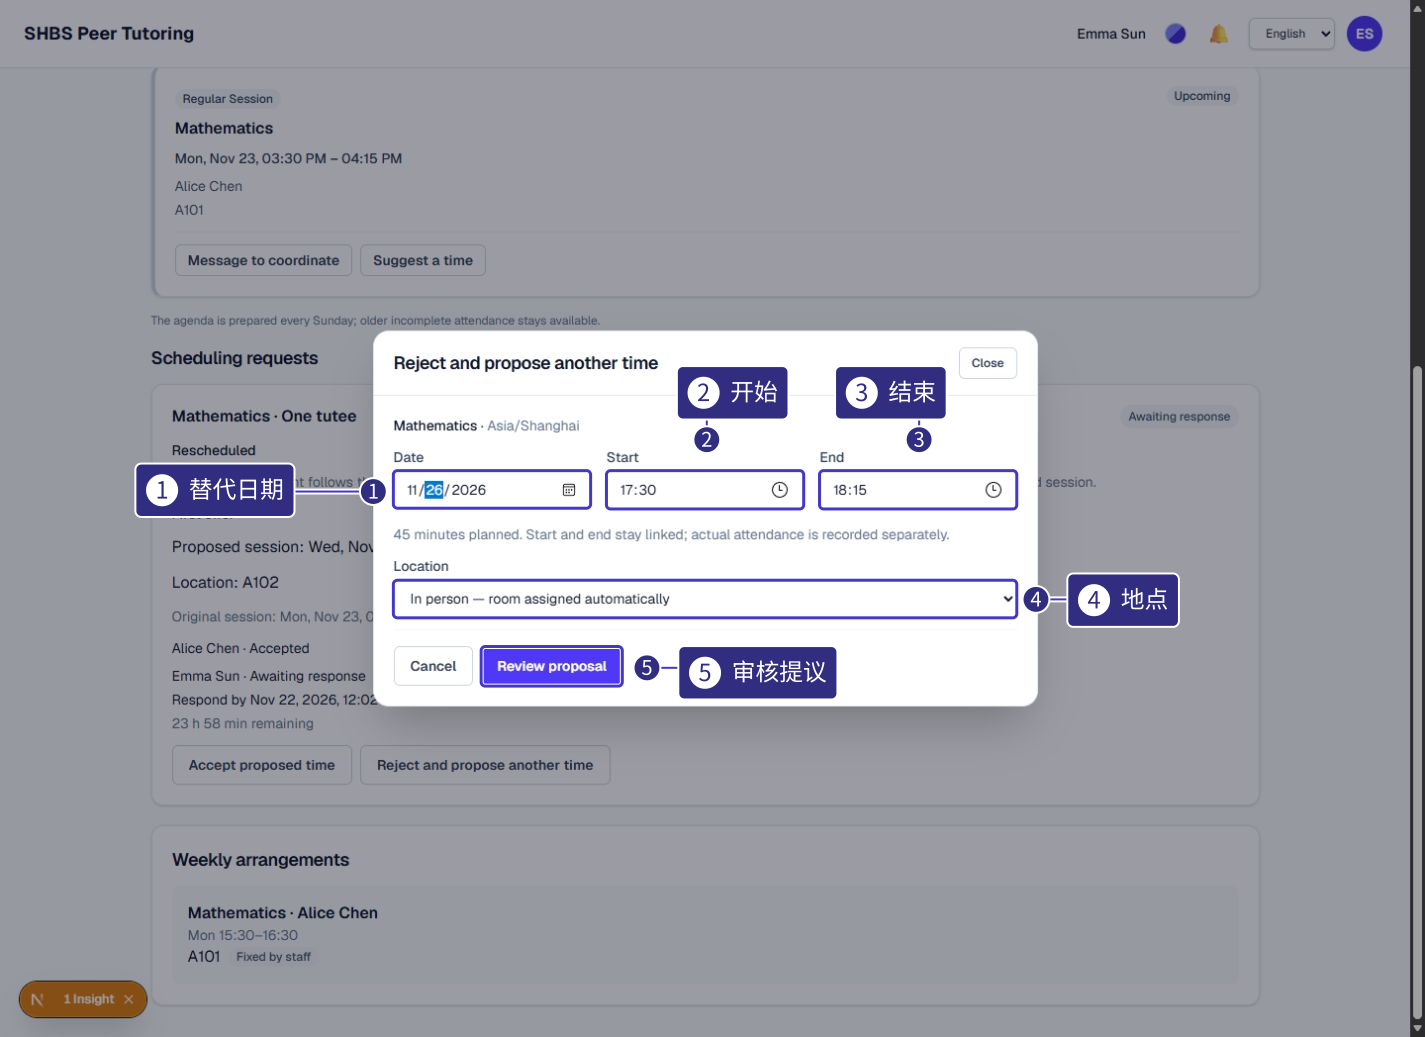 SHBS Peer Tutoring
Emma Sun
English
ES
Regular Session
Upcoming
Mathematics
Mon, Nov 23, 03:30 PM – 04:15 PM
Alice Chen
A101
Message to coordinate
Suggest a time
The agenda is prepared every Sunday; older incomplete attendance stays available.
Scheduling requests
Reject and propose another time
Close
2 开始
3 结束
Mathematics · One tutee
Awaiting response
Mathematics · Asia/Shanghai
2
3
Rescheduled
Date
Start
End
1 替代日期
1
t follows
11/26/2026
17:30
18:15
d session.
45 minutes planned. Start and end stay linked; actual attendance is recorded separately.
Proposed session: Wed, Nov
Location
Location: A102
In person — room assigned automatically
4
4 地点
Original session: Mon, Nov 23, 0
Alice Chen · Accepted
Cancel
Review proposal
5
5 审核提议
Emma Sun · Awaiting response
Respond by Nov 22, 2026, 12:02
23 h 58 min remaining
Accept proposed time
Reject and propose another time
Weekly arrangements
Mathematics · Alice Chen
Mon 15:30–16:30
A101
Fixed by staff
N 1 Insight ×